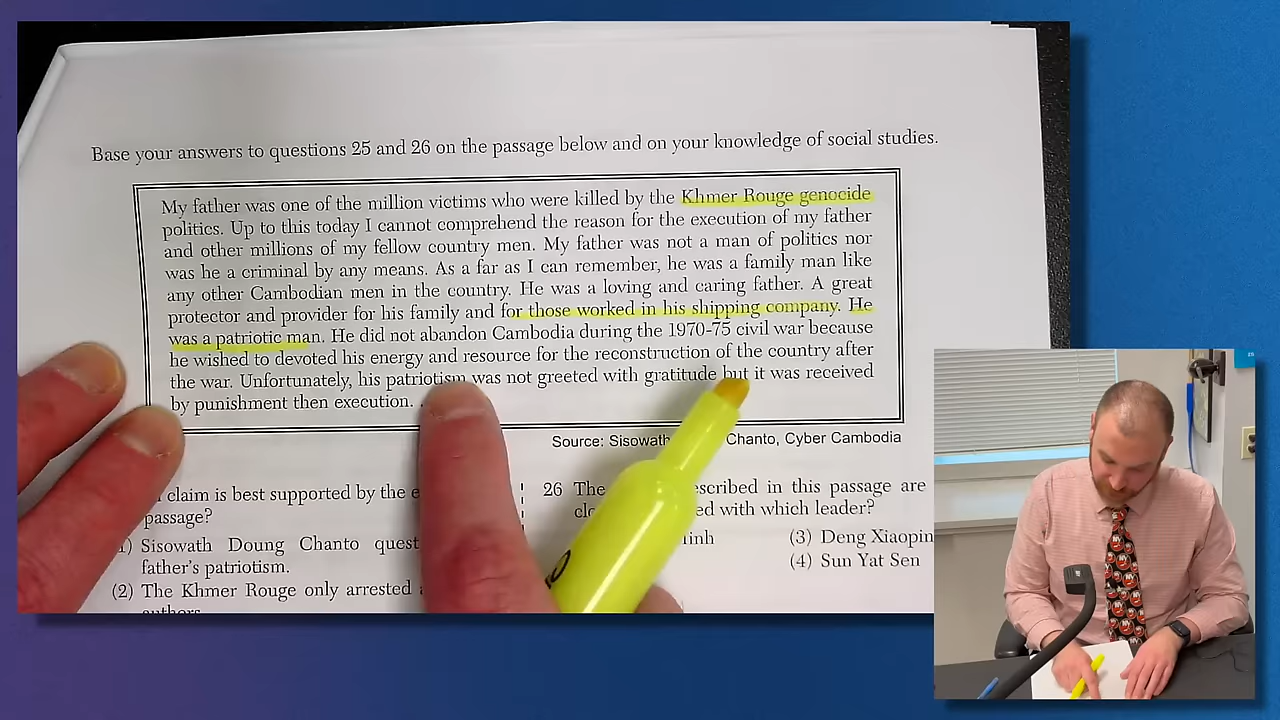 Base your answers to questions 25 and 26 on the passage below and on your knowledge of social studies.
My father was one of the million victims who were killed by the Khmer Rouge genocide
politics. Up to this today I cannot comprehend the reason for the execution of my father
and other millions of my fellow country men. My father was not a man of politics nor
was he a criminal by any means. As a far as I can remember, he was a family man like
any other Cambodian men in the country. He was a loving and caring father. A great
protector and provider for his family and for those worked in his shipping company. He
was a patriotic man. He did not abandon Cambodia during the 1970-75 civil war because
he wished to devoted his energy and resource for the reconstruction of the country after
the war. Unfortunately, his patriotism was not greeted with gratitude but it was received
by punishment then execution.
Source: Sisowath Chanto, Cyber Cambodia
claim is best supported by the
passage?
Sisowath Doung Chanto
father's patriotism.
(2) The Khmer Rouge only arrested
authors
26 The described in this passage are
with which leader?
(3) Deng
(4) Sun Yat Sen